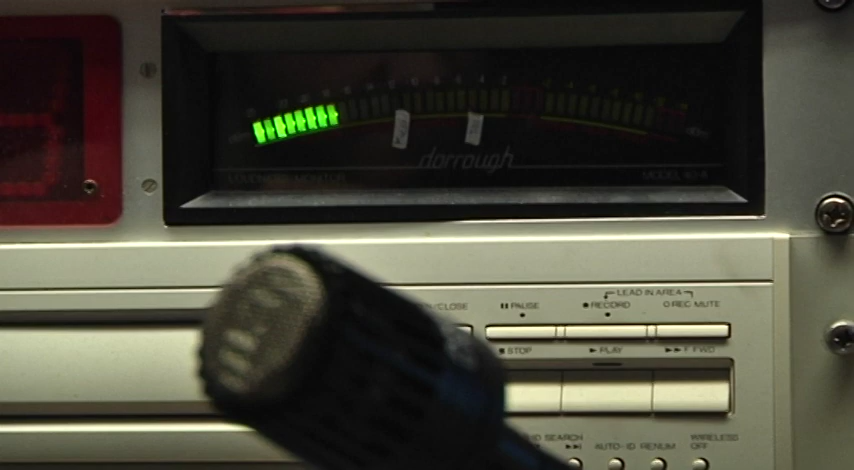 dorrough
LOUDNESS MONITOR
MODEL 40-A
/CLOSE
PAUSE
LEAD IN AREA
RECORD
REC MUTE
STOP
PLAY
F FWD
SEARCH
AUTO-ID
RENUM.
WIRELESS
OFF